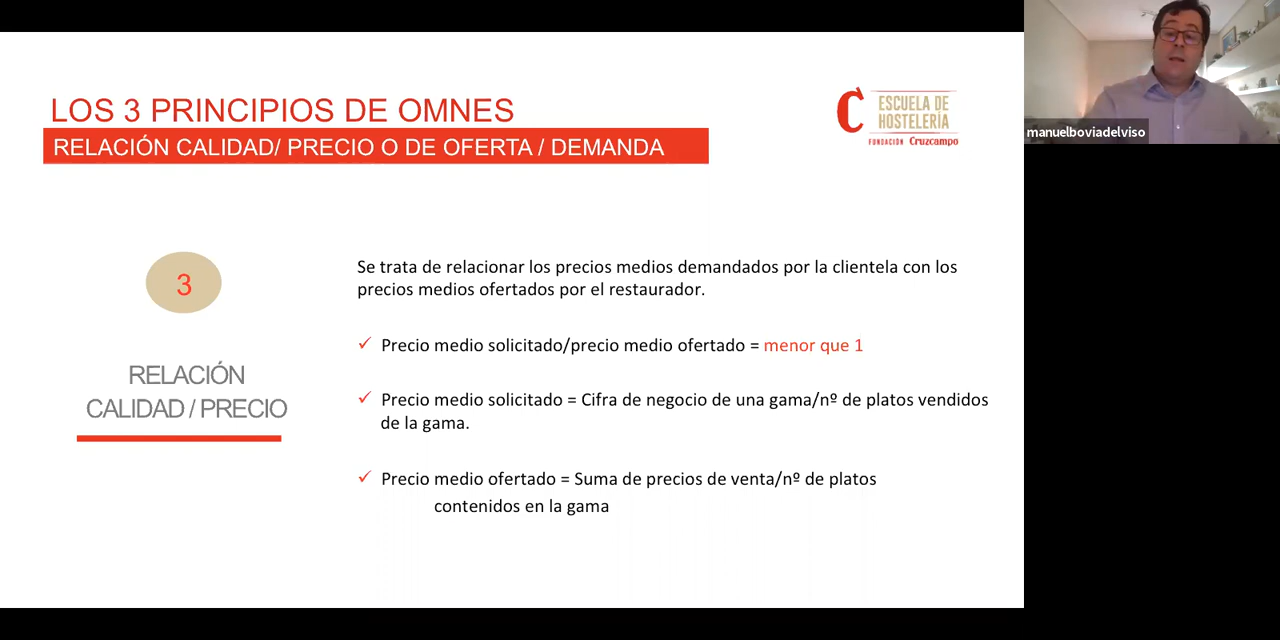 LOS 3 PRINCIPIOS DE OMNES
RELACIÓN CALIDAD/ PRECIO O DE OFERTA / DEMANDA
C ESCUELA DE
HOSTELERÍA
FUNDACIÓN Cruzcampo
manuelboviadelviso
3
RELACIÓN
CALIDAD / PRECIO
Se trata de relacionar los precios medios demandados por la clientela con los
precios medios ofertados por el restaurador.
✓ Precio medio solicitado/precio medio ofertado = menor que 1
✓ Precio medio solicitado = Cifra de negocio de una gama/nº de platos vendidos
de la gama.
✓ Precio medio ofertado = Suma de precios de venta/nº de platos
contenidos en la gama